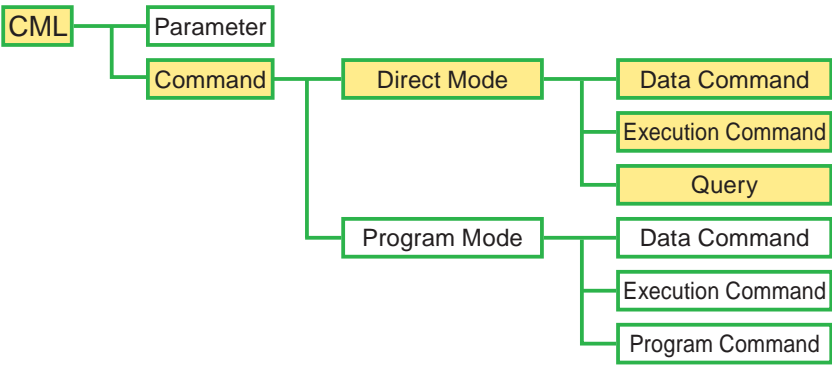 CML
Parameter
Command
Direct Mode
Data Command
Execution Command
Query
Program Mode
Data Command
Execution Command
Program Command